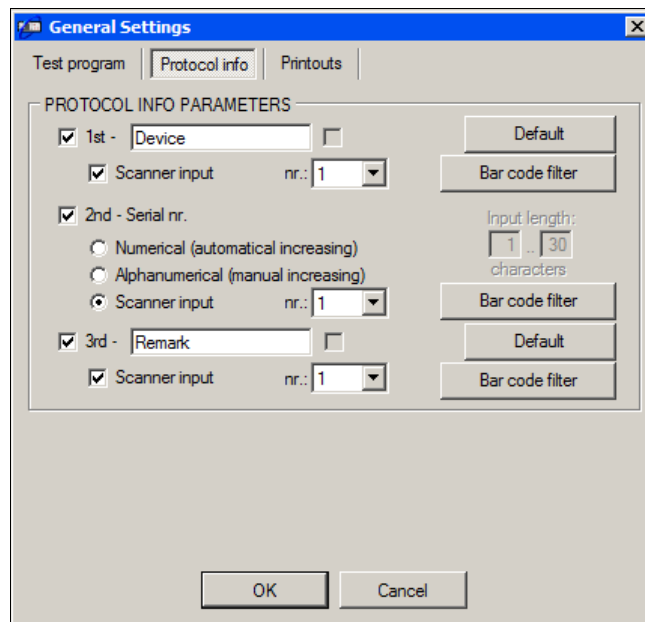 General Settings
Test program Protocol info Printouts
PROTOCOL INFO PARAMETERS
1st - Device Default
Scanner input nr.: 1 Bar code filter
2nd - Serial nr. Input length:
Numerical (automatical increasing) 1 .. 30
Alphanumerical (manual increasing) characters
Scanner input nr.: 1 Bar code filter
3rd - Remark Default
Scanner input nr.: 1 Bar code filter
OK Cancel